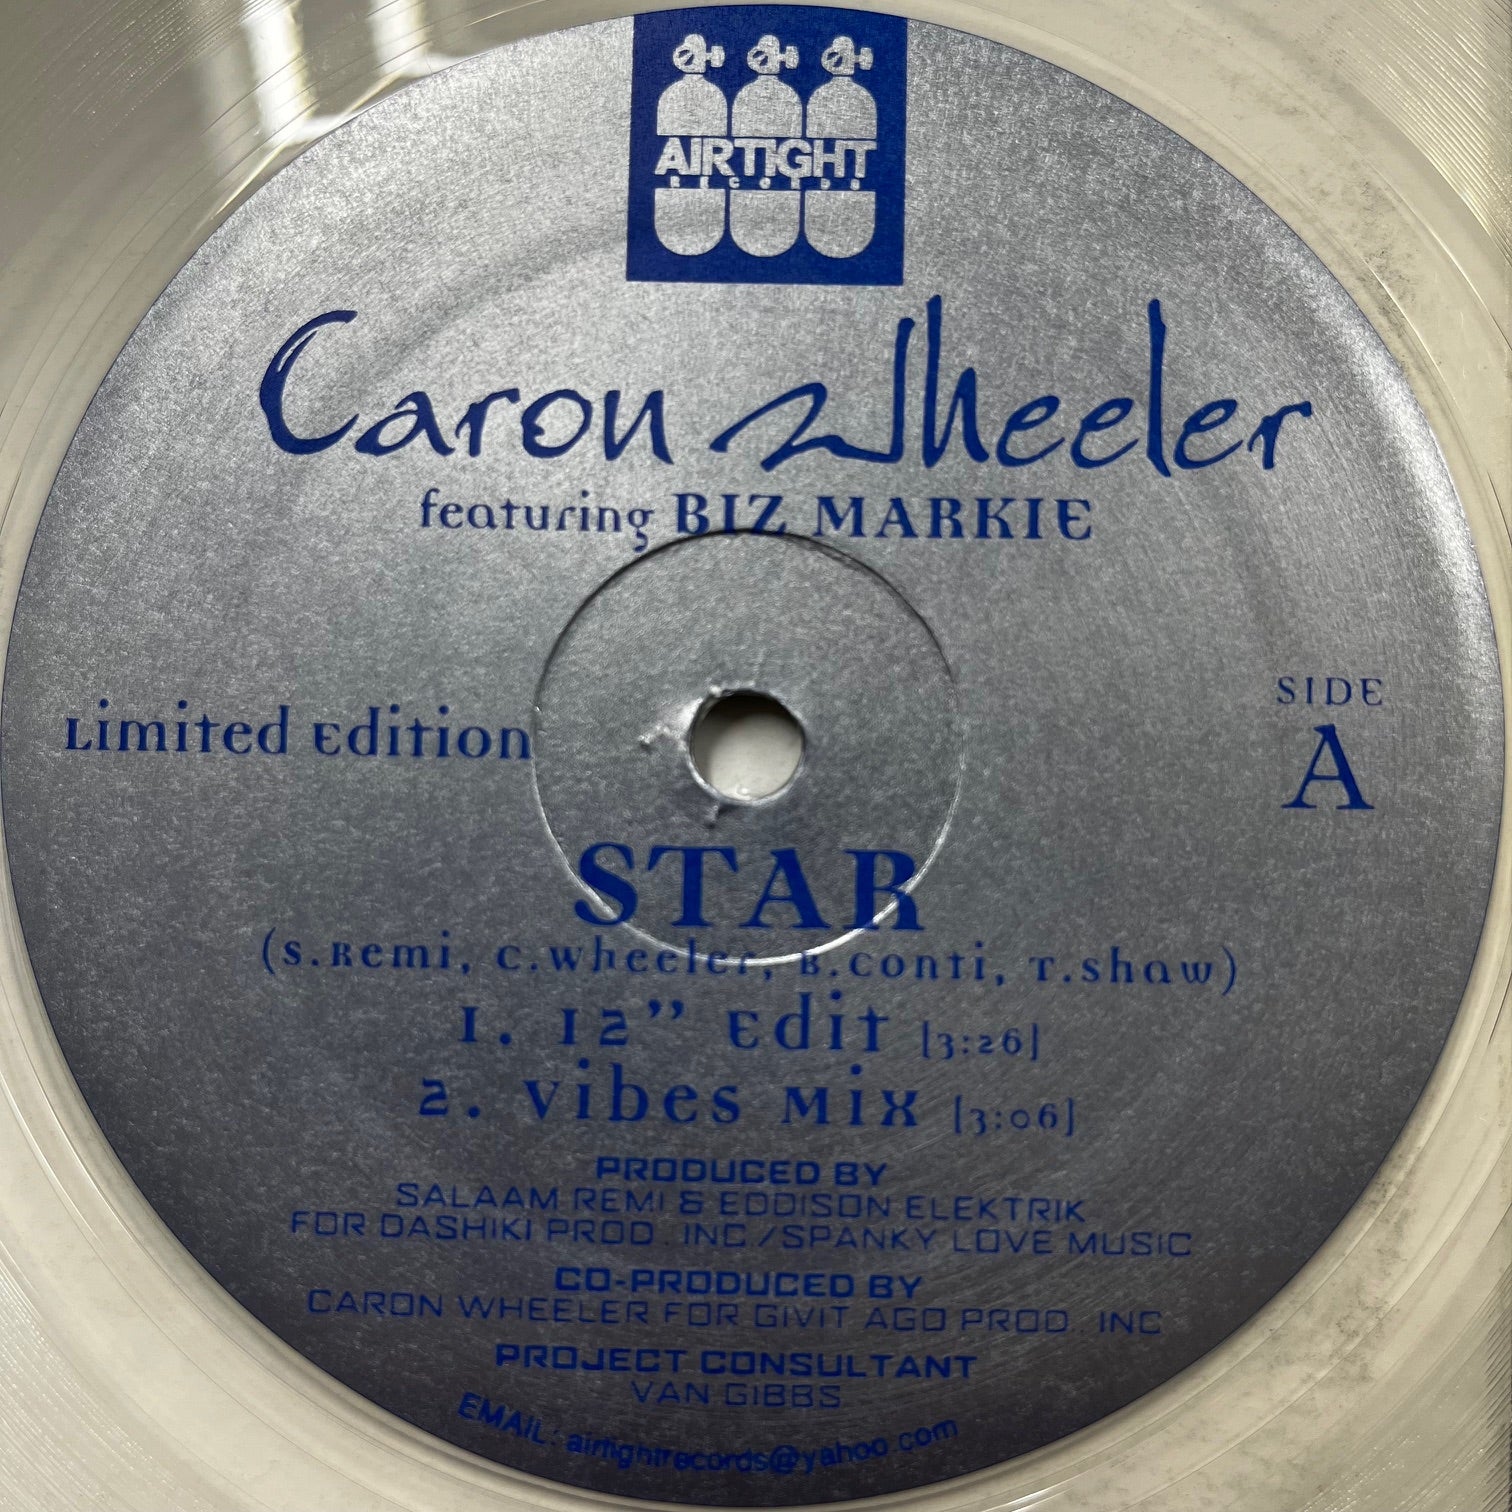 AIRTIGHT
RECORDS
Caron Wheeler
featuring BIZ MARKIE
Limited Edition
SIDE
A
STAR
(S.Remi, C.Wheeler, B.Conti, T.Shaw)
1. 12” Edit [3:26]
2. Vibes Mix [3:06]
PRODUCED BY
SALAAM REMI & EDDISON ELEKTRIK
FOR DASHIKI PROD. INC/SPANKY LOVE MUSIC
CO-PRODUCED BY
CARON WHEELER FOR GIVIT AGO PROD., INC
PROJECT CONSULTANT
VAN GIBBS
EMAIL: airtightrecords@yahoo.com